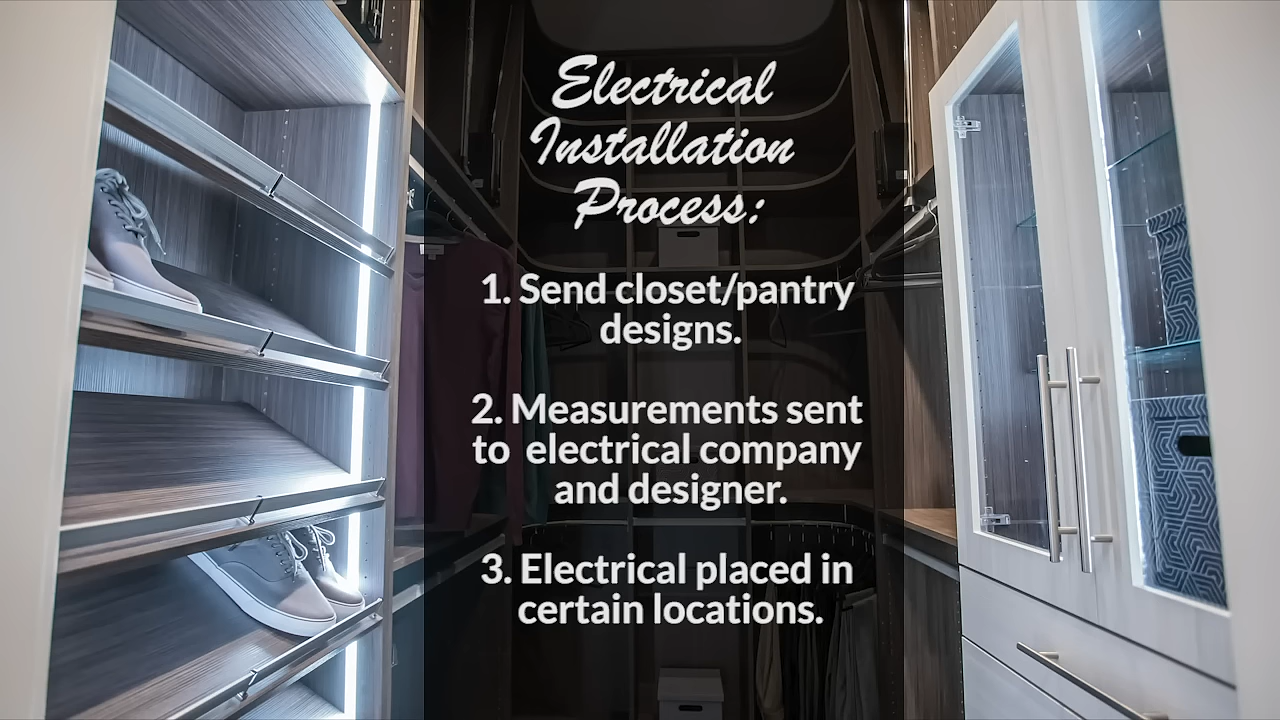 Electrical
Installation
Process:
1. Send closet/pantry
designs.
2. Measurements sent
to electrical company
and designer.
3. Electrical placed in
certain locations.